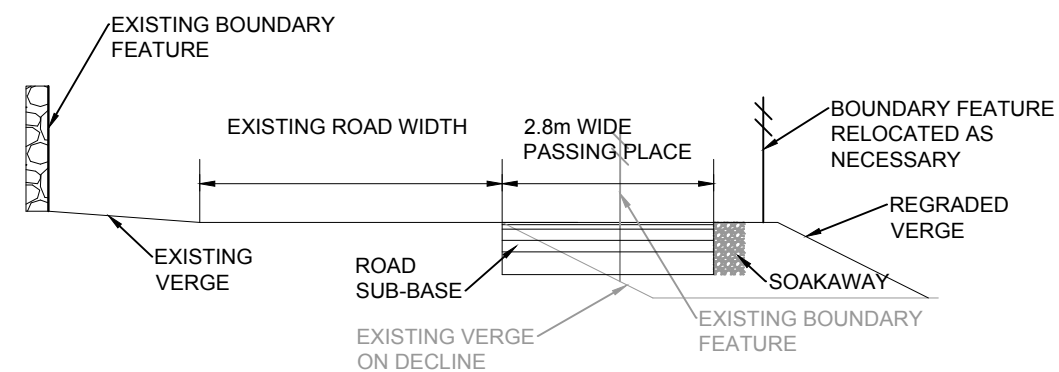 EXISTING BOUNDARY
FEATURE
EXISTING ROAD WIDTH
2.8m WIDE
PASSING PLACE
BOUNDARY FEATURE
RELOCATED AS
NECESSARY
REGRADED
VERGE
EXISTING
VERGE
ROAD
SUB-BASE
SOAKAWAY
EXISTING VERGE
ON DECLINE
EXISTING BOUNDARY
FEATURE